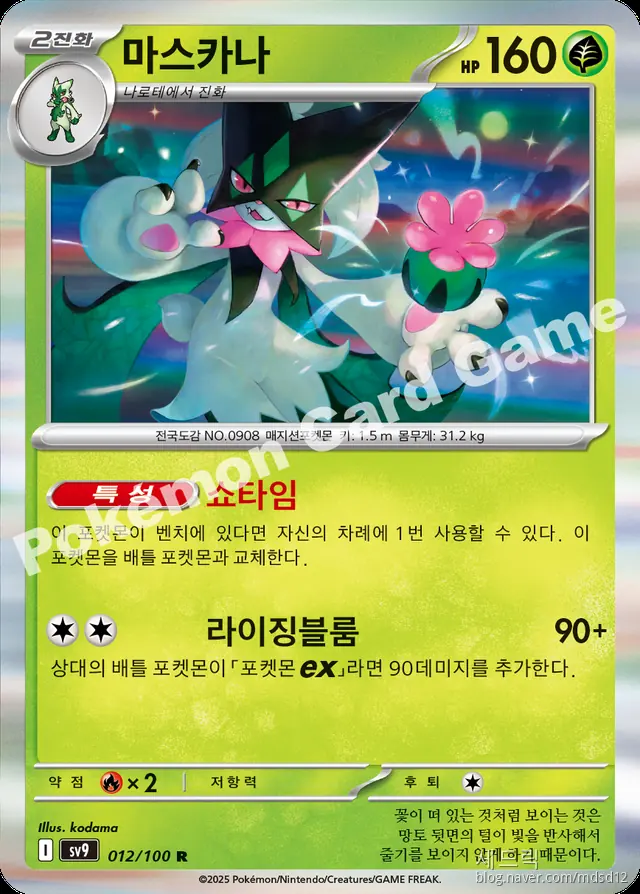 2진화
마스카나
HP 160
나로테에서 진화
전국도감 NO.0908 매지션포켓몬 키: 1.5 m 몸무게: 31.2 kg
특성 쇼타임
이 포켓몬이 벤치에 있다면 자신의 차례에 1번 사용할 수 있다. 이
포켓몬을 배틀 포켓몬과 교체한다.
라이징블룸 90+
상대의 배틀 포켓몬이 「포켓몬 ex」라면 90데미지를 추가한다.
약점 ×2 저항력 후퇴
Illus. kodama
I sv9 012/100 R
꽃이 떠 있는 것처럼 보이는 것은
망토 뒷면의 털이 빛을 반사해서
줄기를 보이지 않게 하기 때문이다.
©2025 Pokémon/Nintendo/Creatures/GAME FREAK.
Pokémon Card Game
blog.naver.com/mdsd12